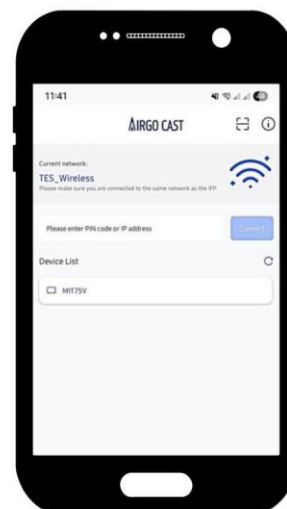 11:41
AIRGO CAST
Current network:
TES_Wireless
Please make sure you are connected to the same network as the IFP
Please enter PIN code or IP address
Connect
Device List
MIT75V